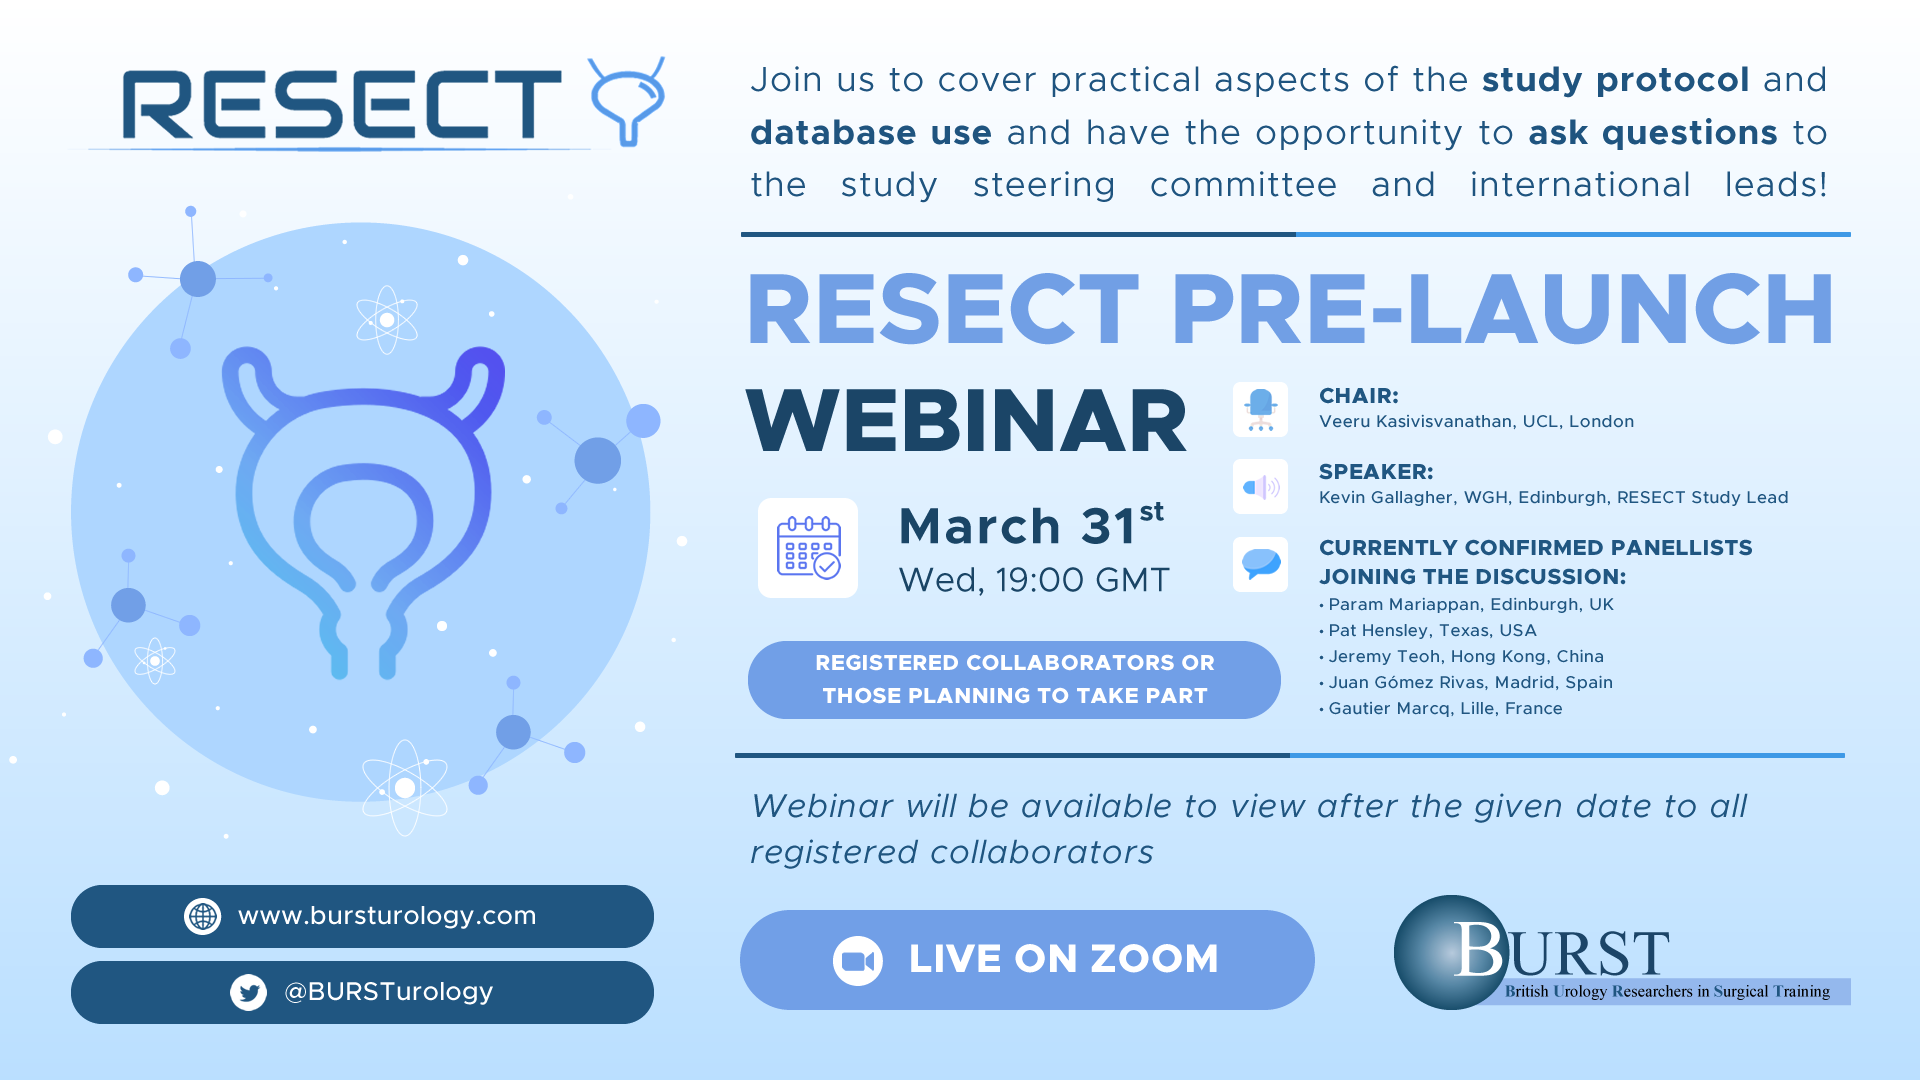 RESECT
Join us to cover practical aspects of the study protocol and
database use and have the opportunity to ask questions to
the study steering committee and international leads!
RESECT PRE-LAUNCH
WEBINAR
March 31st
Wed, 19:00 GMT
REGISTERED COLLABORATORS OR
THOSE PLANNING TO TAKE PART
CHAIR:
Veeru Kasivisvanathan, UCL, London
SPEAKER:
Kevin Gallagher, WGH, Edinburgh, RESECT Study Lead
CURRENTLY CONFIRMED PANELLISTS
JOINING THE DISCUSSION:
• Param Mariappan, Edinburgh, UK
• Pat Hensley, Texas, USA
• Jeremy Teoh, Hong Kong, China
• Juan Gómez Rivas, Madrid, Spain
• Gautier Marcq, Lille, France
Webinar will be available to view after the given date to all
registered collaborators
www.bursturology.com
@BURSTurology
LIVE ON ZOOM
BURST
British Urology Researchers in Surgical Training